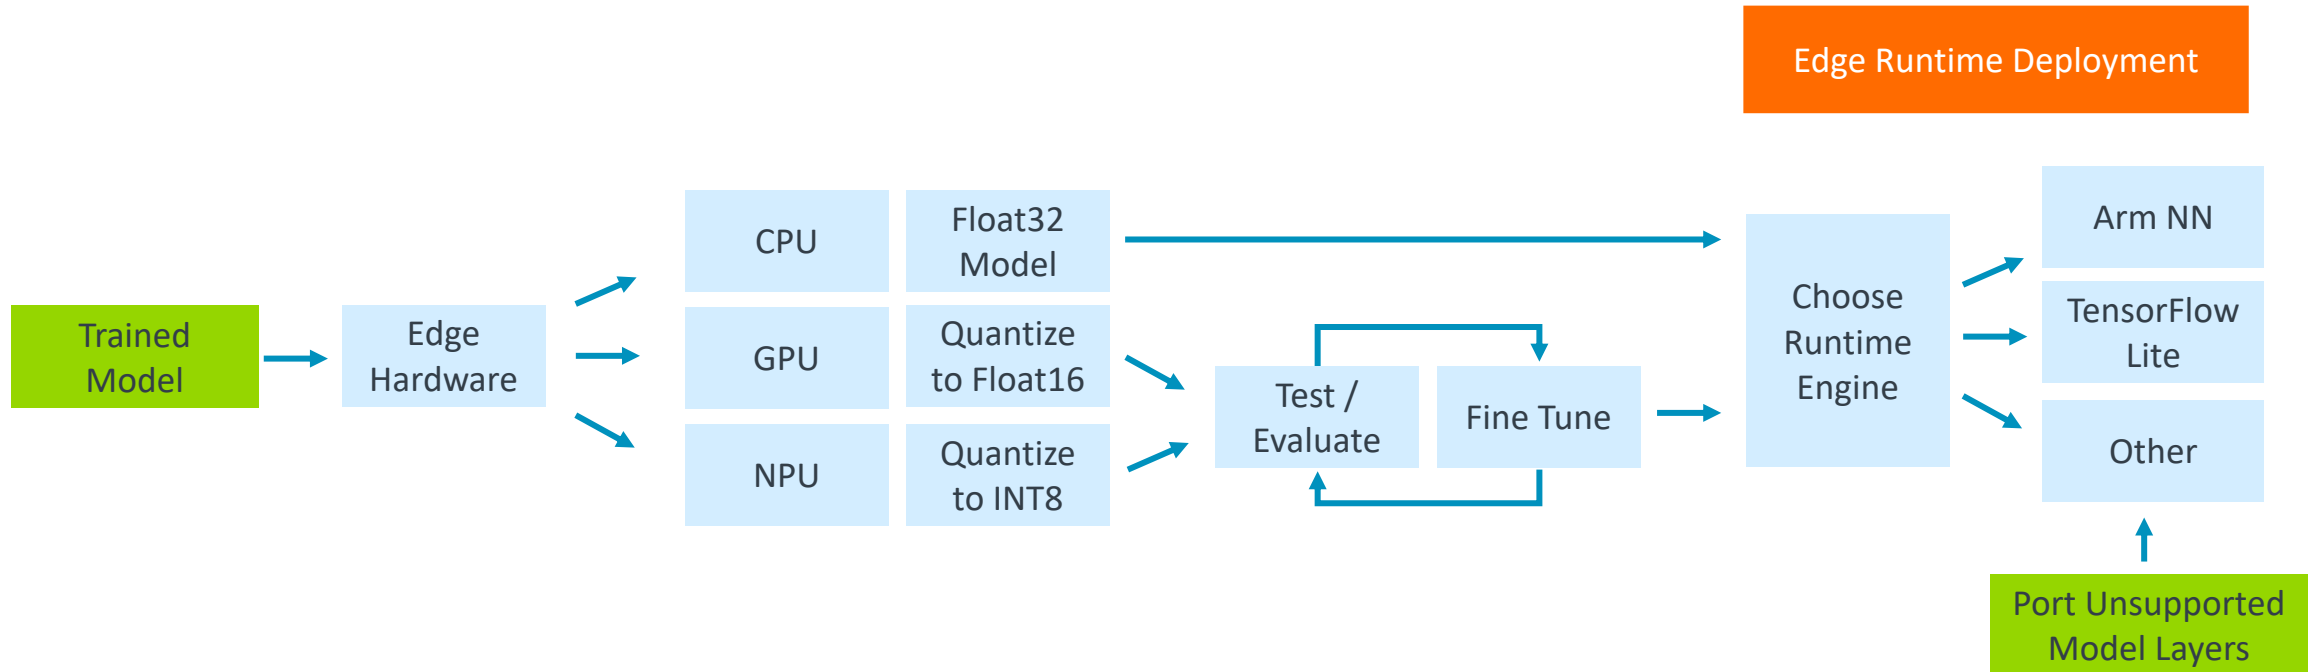 Edge Runtime Deployment
Trained
Model
Edge
Hardware
CPU
Float32
Model
GPU
Quantize
to Float16
NPU
Quantize
to INT8
Test /
Evaluate
Fine Tune
Choose
Runtime
Engine
Arm NN
TensorFlow
Lite
Other
Port Unsupported
Model Layers